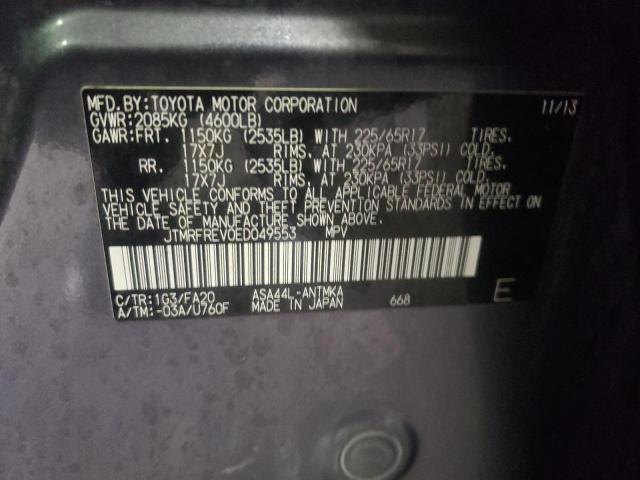 MFD.BY:TOYOTA MOTOR CORPORATION 11/13
GVWR:2085KG (4600LB)
GAWR:FRT. 1150KG (2535LB) WITH 225/65R17 TIRES.
17X7J RIMS. AT 230KPA (33PSI) COLD.
RR. 1150KG (2535LB) WITH 225/65R17 TIRES.
17X7J RIMS. AT 230KPA (33PSI) COLD.
THIS VEHICLE CONFORMS TO ALL APPLICABLE FEDERAL MOTOR
VEHICLE SAFETY AND THEFT PREVENTION STANDARDS IN EFFECT ON
THE DATE OF MANUFACTURE SHOWN ABOVE.
JTMRFREV0ED049553 MPV
C/TR:1G3/FA20 ASA44L-ANTMKA
A/TM:-03A/U760F MADE IN JAPAN 668 E